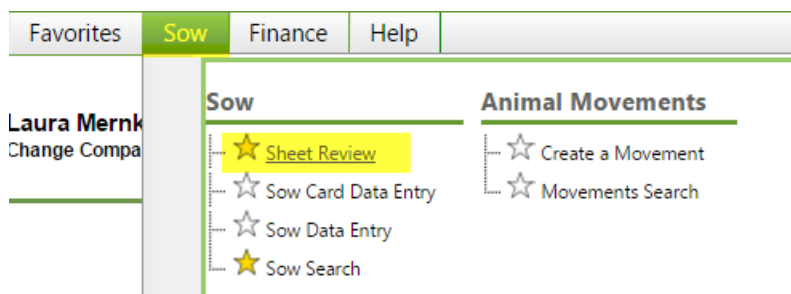 Favorites Sow Finance Help
Laura Mernk
Change Compa
Sow
Sheet Review
Sow Card Data Entry
Sow Data Entry
Sow Search
Animal Movements
Create a Movement
Movements Search